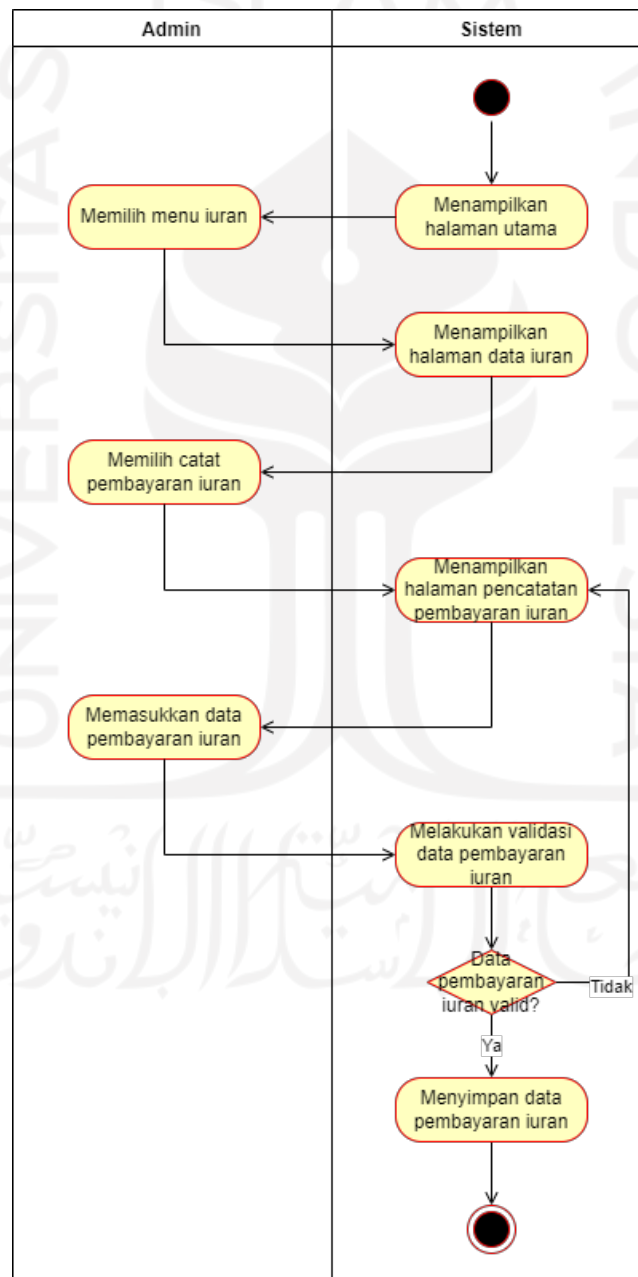 Admin
Sistem
Menampilkan
halaman utama
Memilih menu iuran
Menampilkan
halaman data iuran
Memilih catat
pembayaran iuran
Menampilkan
halaman pencatatan
pembayaran iuran
Memasukkan data
pembayaran iuran
Melakukan validasi
data pembayaran
iuran
Data
pembayaran
iuran valid?
Tidak
Ya
Menyimpan data
pembayaran iuran
UNIVERSITAS